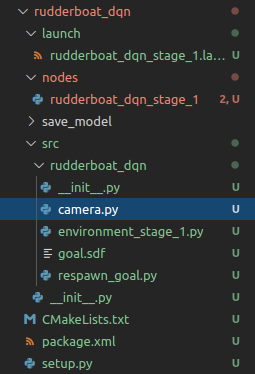 rudderboat_dqn
launch
rudderboat_dqn_stage_1.la... U
nodes
rudderboat_dqn_stage_1 2, U
save_model
src
rudderboat_dqn
__init__.py U
camera.py U
environment_stage_1.py U
goal.sdf U
respawn_goal.py U
__init__.py U
CMakeLists.txt U
package.xml U
setup.py U